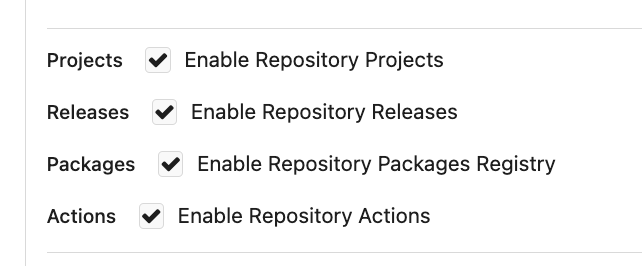 Projects Enable Repository Projects
Releases Enable Repository Releases
Packages Enable Repository Packages Registry
Actions Enable Repository Actions